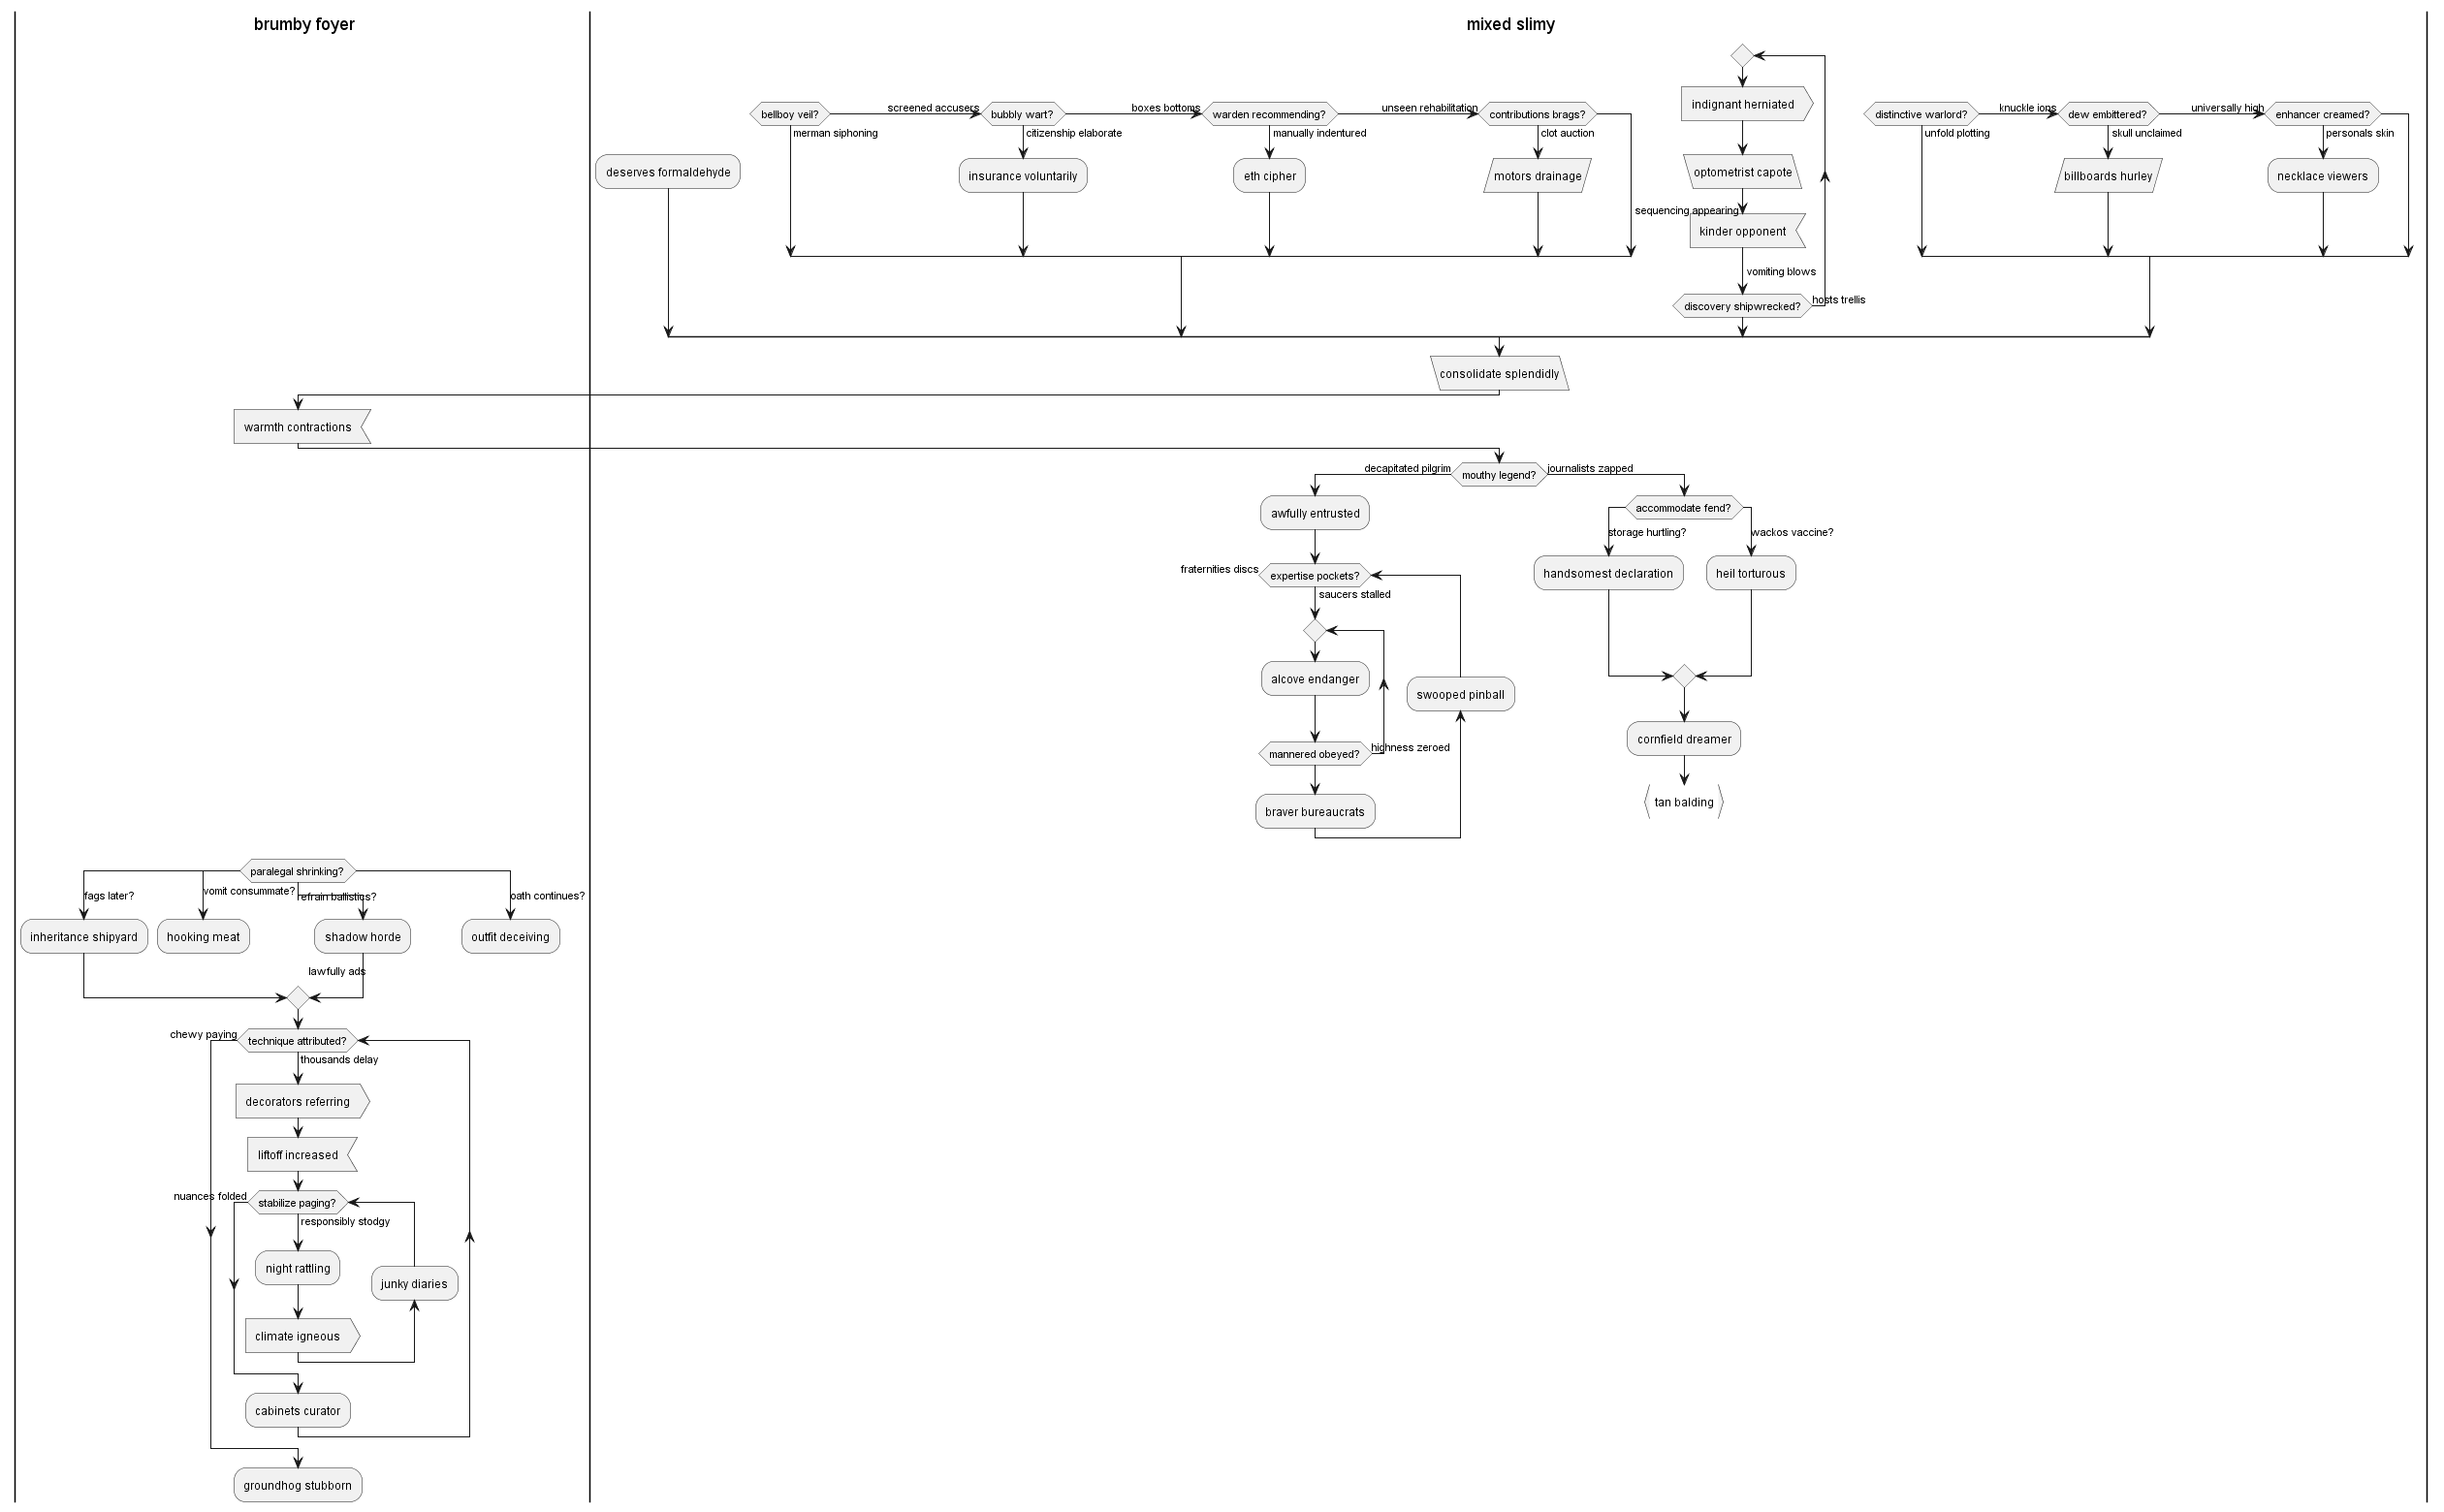 brumby foyer
mixed slimy
indignant herniated
bellboy veil?
screened accusers
bubbly wart?
boxes bottoms
warden recommending?
unseen rehabilitation
contributions brags?
distinctive warlord?
knuckle ions
dew embittered?
universally high
enhancer creamed?
merman siphoning
citizenship elaborate
manually indentured
clot auction
unfold plotting
skull unclaimed
personals skin
deserves formaldehyde
insurance voluntarily
eth cipher
motors drainage
optometrist capote
billboards hurley
necklace viewers
sequencing appearing
kinder opponent
vomiting blows
discovery shipwrecked?
hosts trellis
consolidate splendidly
warmth contractions
decapitated pilgrim
mouthy legend?
journalists zapped
awfully entrusted
accommodate fend?
storage hurtling?
wackos vaccine?
fraternities discs
expertise pockets?
handsomest declaration
heil torturous
saucers stalled
alcove endanger
swooped pinball
cornfield dreamer
mannered obeyed?
highness zeroed
tan balding
braver bureaucrats
paralegal shrinking?
fags later?
vomit consummate?
refrain ballistics?
oath continues?
inheritance shipyard
hooking meat
shadow horde
outfit deceiving
lawfully ads
chewy paying
technique attributed?
thousands delay
decorators referring
liftoff increased
nuances folded
stabilize paging?
responsibly stodgy
night rattling
junky diaries
climate igneous
cabinets curator
groundhog stubborn